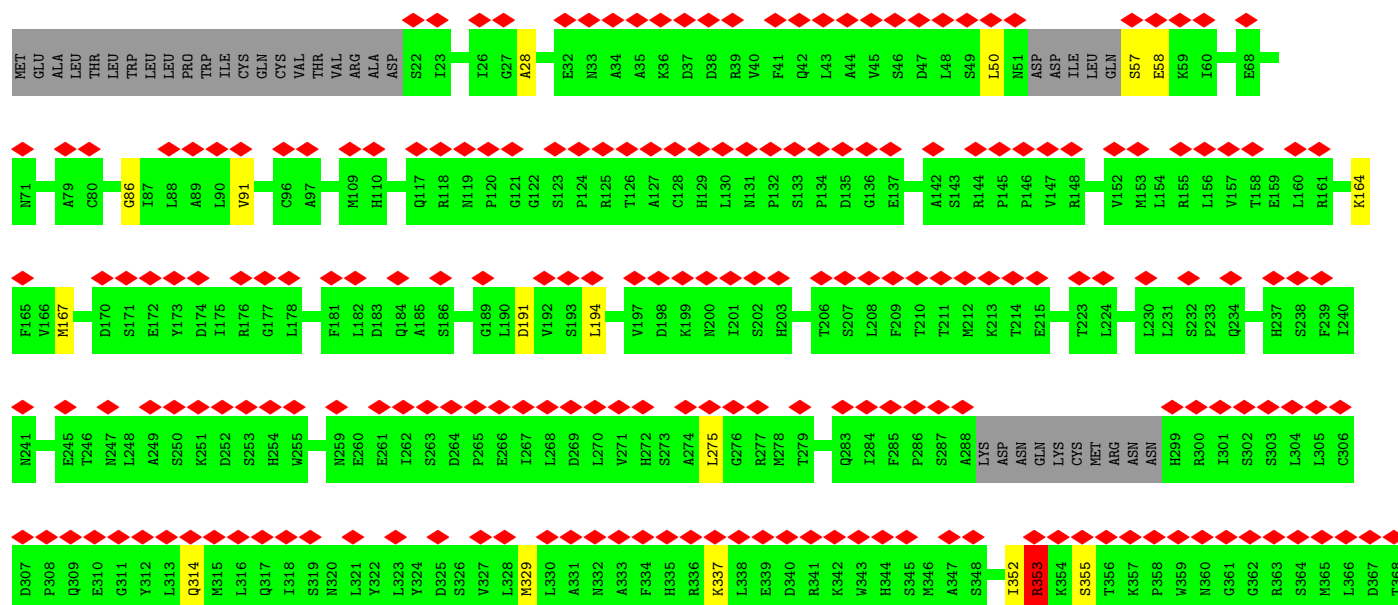 MET GLU ALA LEU THR LEU TRP LEU LEU PRO TRP ILE CYS GLN CYS VAL THR VAL ARG ALA ASP S22 I23 I26 G27 A28 E32 N33 A34 A35 K36 D37 D38 R39 V40 F41 Q42 L43 A44 V45 S46 D47 L48 S49 L50 N51 ASP ASP ILE LEU GLN S57 E58 K59 I60 E68
N71 A79 C80 G86 I87 L88 A89 L90 V91 C96 A97 M109 H110 Q117 R118 N119 P120 G121 G122 S123 P124 R125 T126 A127 C128 H129 L130 N131 P132 S133 P134 D135 G136 E137 A142 S143 R144 P145 P146 V147 R148 V152 M153 L154 R155 L156 V157 T158 E159 L160 R161 K164
F165 V166 M167 D170 S171 E172 Y173 D174 I175 R176 G177 L178 F181 L182 D183 Q184 A185 S186 G189 L190 D191 V192 S193 L194 V197 D198 K199 N200 I201 S202 H203 T206 S207 L208 F209 T210 T211 M212 K213 T214 E215 T223 L224 L230 L231 S232 P233 Q234 H237 S238 F239 I240
N241 E245 T246 N247 L248 A249 S250 K251 D252 S253 H254 W255 N259 E260 E261 I262 S263 D264 P265 E266 I267 L268 D269 L270 V271 H272 S273 A274 L275 G276 R277 M278 T279 Q283 I284 F285 P286 S287 A288 LYS ASP ASN GLN LYS CYS MET ARG ASN ASN H299 R300 I301 S302 S303 L304 L305 C306
D307 P308 Q309 E310 G311 Y312 L313 Q314 M315 L316 Q317 I318 S319 N320 L321 Y322 L323 Y324 D325 S326 V327 L328 M329 L330 A331 N332 A333 F334 H335 R336 K337 L338 E339 D340 R341 K342 W343 H344 S345 M346 A347 S348 I352 R353 K354 S355 T356 K357 P358 W359 N360 G361 G362 R363 S364 M365 L366 D367